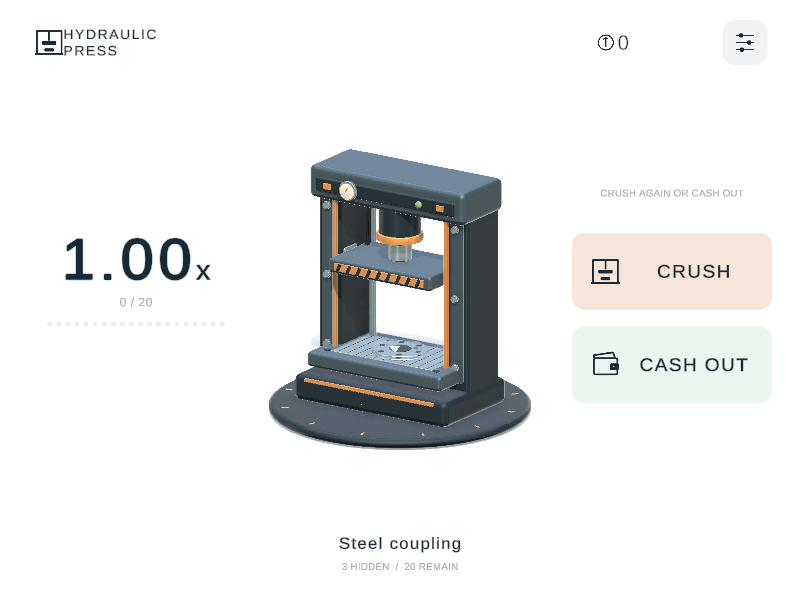 HYDRAULIC
PRESS
0
CRUSH AGAIN OR CASH OUT
1.00x
0 / 20
CRUSH
CASH OUT
Steel coupling
3 HIDDEN / 20 REMAIN